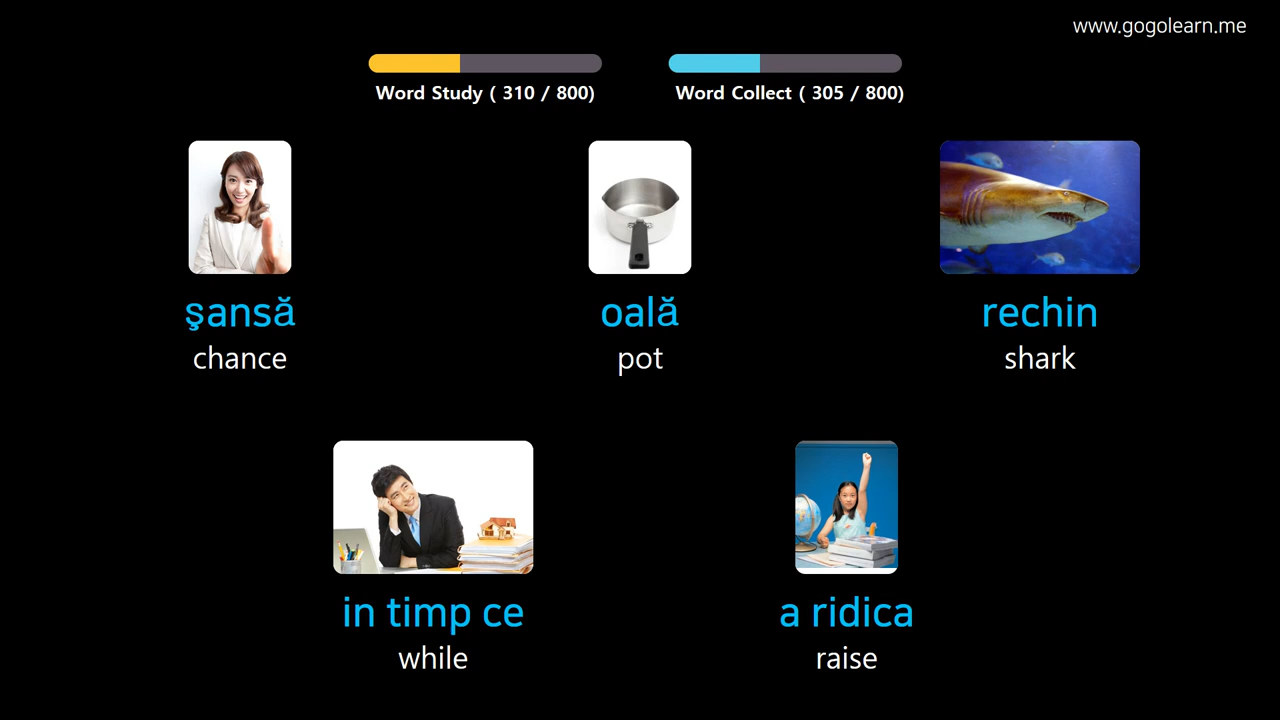 www.gogolearn.me
Word Study ( 310 / 800)
Word Collect ( 305 / 800)
şansă
chance
oală
pot
rechin
shark
in timp ce
while
a ridica
raise